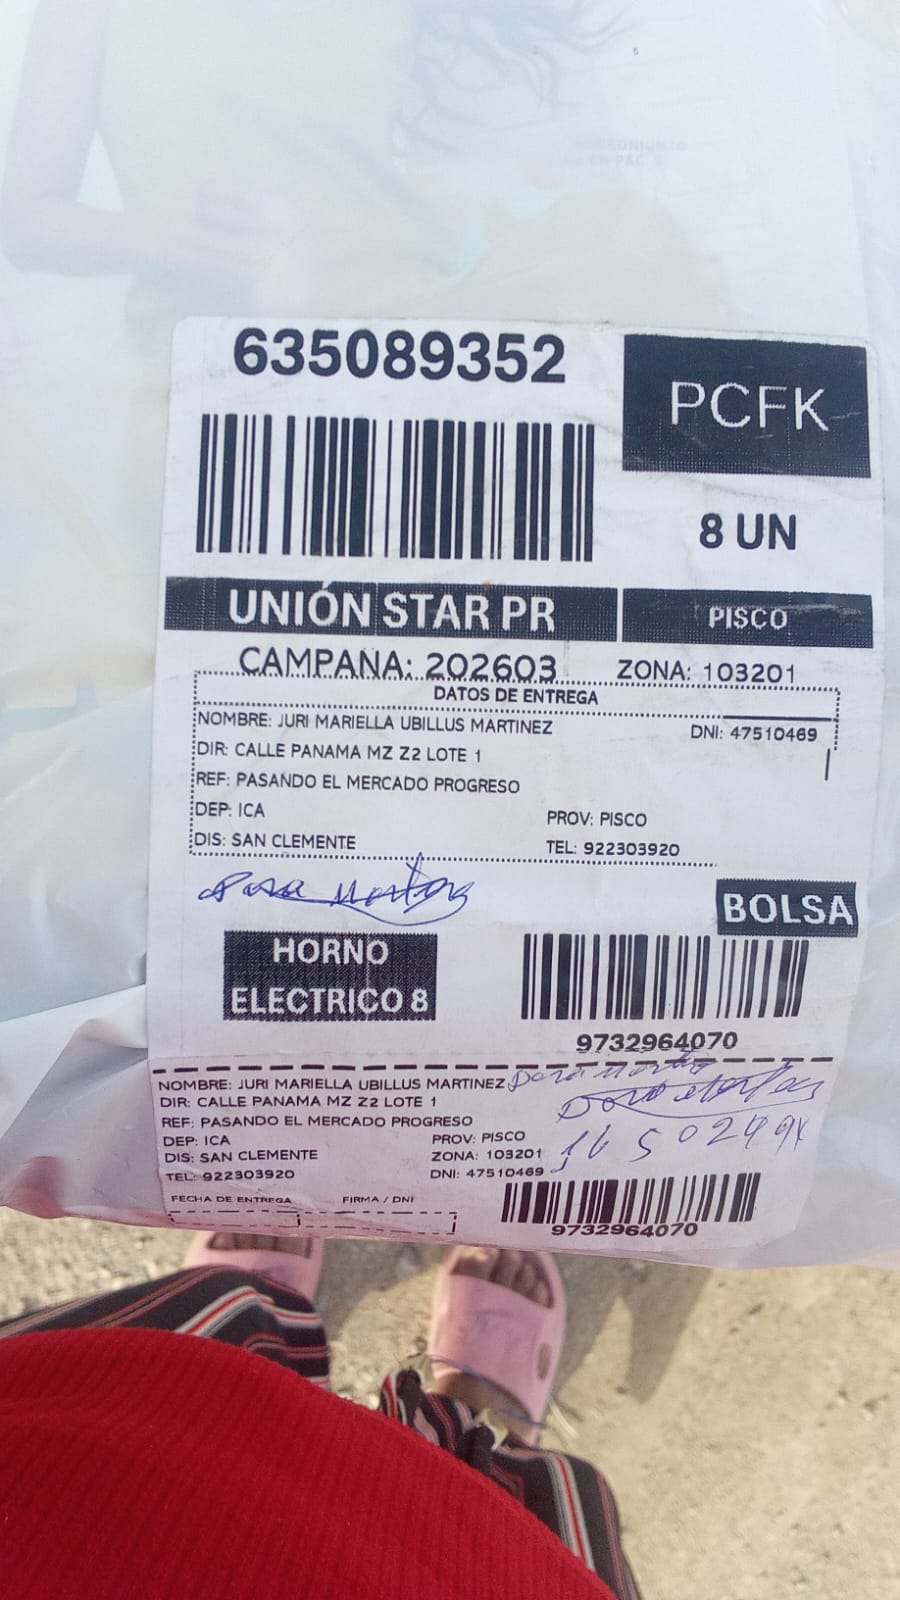 635089352
PCFK
8 UN
UNIÓN STAR PR
PISCO
CAMPAÑA: 202603
ZONA: 103201
DATOS DE ENTREGA
NOMBRE: JURI MARIELLA UBILLUS MARTINEZ
DNI: 47510469
DIR: CALLE PANAMA MZ Z2 LOTE 1
REF: PASANDO EL MERCADO PROGRESO
DEP: ICA
PROV: PISCO
DIS: SAN CLEMENTE
TEL: 922303920
BOLSA
HORNO
ELECTRICO 8
9732964070
NOMBRE: JURI MARIELLA UBILLUS MARTINEZ
DIR: CALLE PANAMA MZ Z2 LOTE 1
REF: PASANDO EL MERCADO PROGRESO
DEP: ICA
PROV: PISCO
DIS: SAN CLEMENTE
ZONA: 103201
TEL: 922303920
DNI: 47510469
FECHA DE ENTREGA
FIRMA / DNI
9732964070